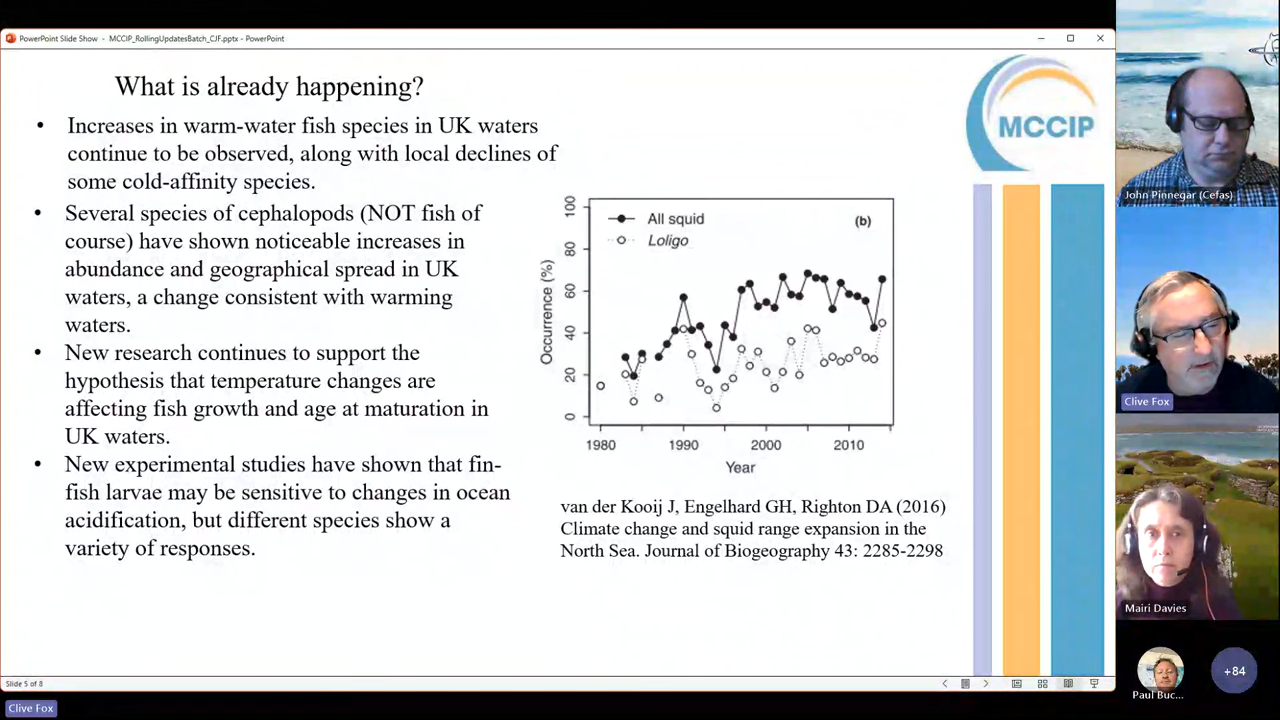 PowerPoint Slide Show - MCCIP_RollingUpdatesBatch_CJF.pptx - PowerPoint
What is already happening?
• Increases in warm-water fish species in UK waters
continue to be observed, along with local declines of
some cold-affinity species.
• Several species of cephalopods (NOT fish of
course) have shown noticeable increases in
abundance and geographical spread in UK
waters, a change consistent with warming
waters.
• New research continues to support the
hypothesis that temperature changes are
affecting fish growth and age at maturation in
UK waters.
• New experimental studies have shown that fin-
fish larvae may be sensitive to changes in ocean
acidification, but different species show a
variety of responses.
MCCIP
All squid
Loligo
(b)
Occurrence (%)
100
80
60
40
20
0
1980 1990 2000 2010
Year
van der Kooij J, Engelhard GH, Righton DA (2016)
Climate change and squid range expansion in the
North Sea. Journal of Biogeography 43: 2285-2298
John Pinnegar (Cefas)
Clive Fox
Mairi Davies
Paul Buc...
+84
Slide 5 of 8
Clive Fox